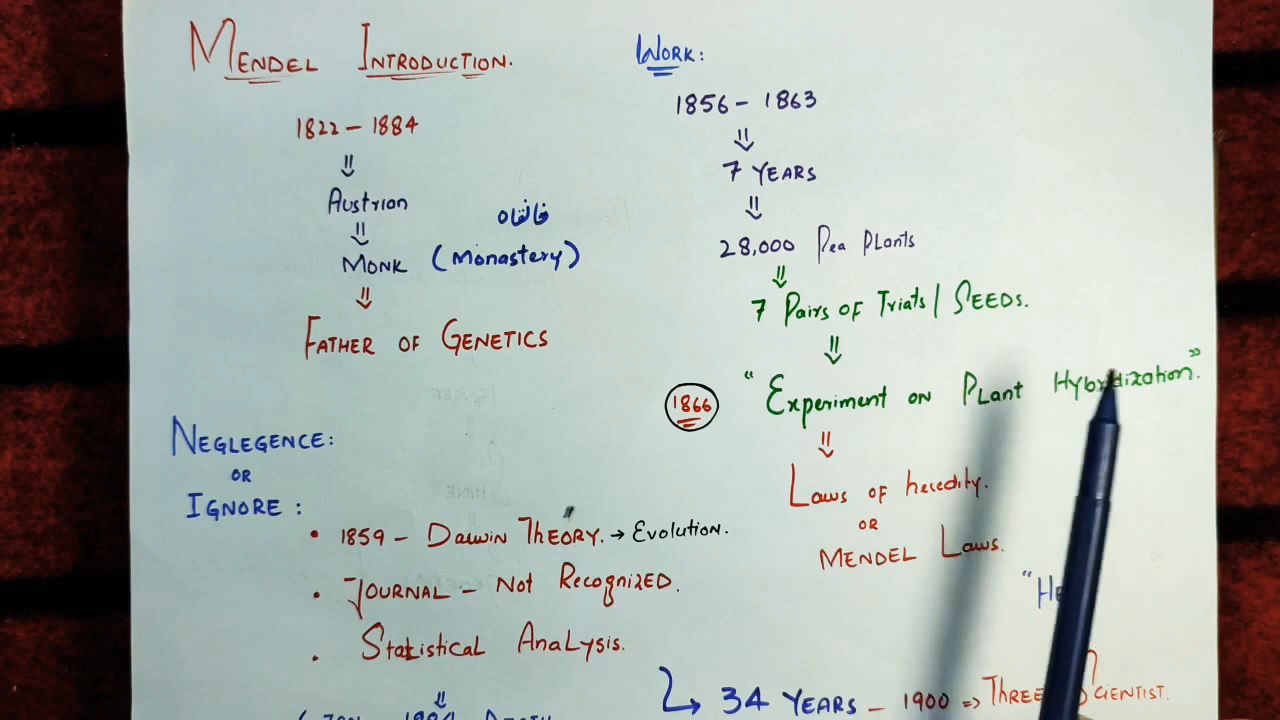 MENDEL INTRODUCTION.
1822 – 1884
⇓
Austrian
⇓
خانقاہ
MONK (Monastery)
⇓
FATHER OF GENETICS
NEGLEGENCE:
OR
IGNORE :
• 1859 – Darwin THEORY. → Evolution.
• JOURNAL – Not RecognizED.
• Statistical AnaLysis.
⇓
WORK:
1856 – 1863
⇓
7 YEARS
⇓
28,000 Pea PLants
⇓
7 Pairs of Triats / SEEDS.
⇓
1866 "Experiment ON PLant Hybridization."
⇓
Laws of heredity.
OR
MENDEL Laws.
↳ 34 YEARS – 1900 ⇒ THREE SCIENTIST.